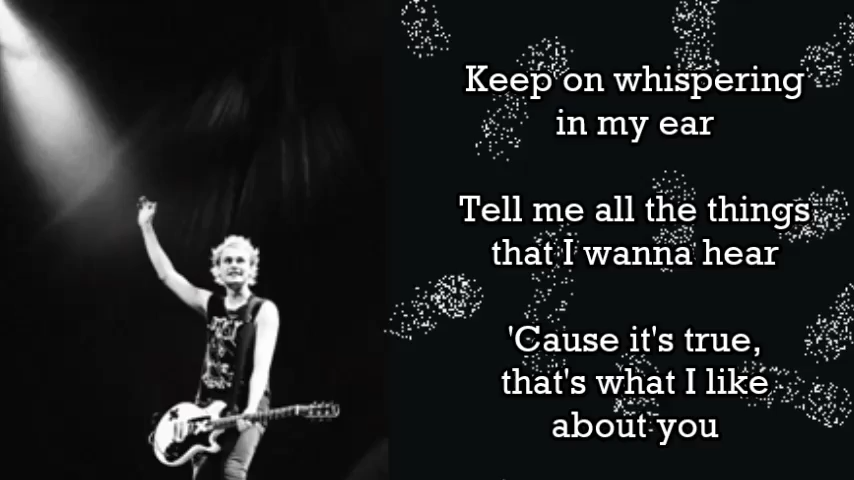 Keep on whispering
in my ear
Tell me all the things
that I wanna hear
'Cause it's true,
that's what I like
about you